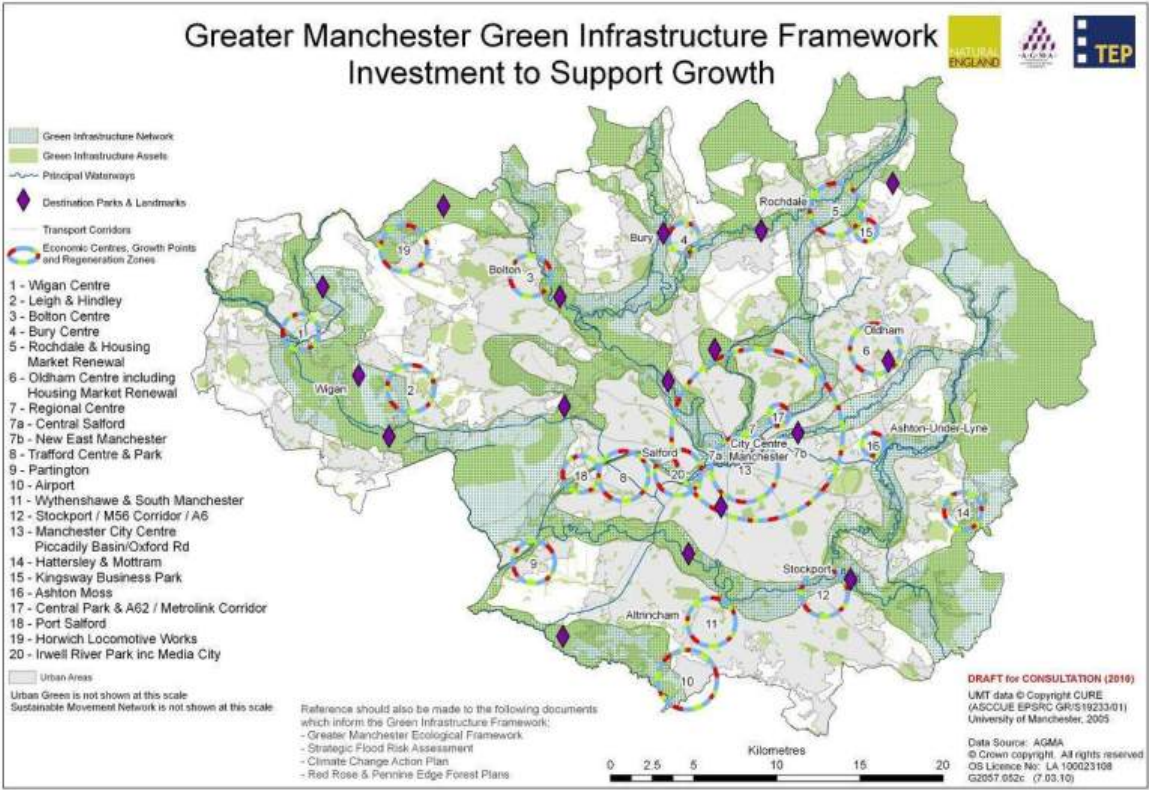 Greater Manchester Green Infrastructure Framework
Investment to Support Growth
NATURAL
ENGLAND
A·G·M·A
TEP
Green Infrastructure Network
Green Infrastructure Assets
Principal Waterways
Destination Parks & Landmarks
Transport Corridors
Economic Centres, Growth Points
and Regeneration Zones
1 - Wigan Centre
2 - Leigh & Hindley
3 - Bolton Centre
4 - Bury Centre
5 - Rochdale & Housing
Market Renewal
6 - Oldham Centre including
Housing Market Renewal
7 - Regional Centre
7a - Central Salford
7b - New East Manchester
8 - Trafford Centre & Park
9 - Partington
10 - Airport
11 - Wythenshawe & South Manchester
12 - Stockport / M56 Corridor / A6
13 - Manchester City Centre
Piccadily Basin/Oxford Rd
14 - Hattersley & Mottram
15 - Kingsway Business Park
16 - Ashton Moss
17 - Central Park & A62 / Metrolink Corridor
18 - Port Salford
19 - Horwich Locomotive Works
20 - Irwell River Park inc Media City
Urban Areas
Urban Green is not shown at this scale
Sustainable Movement Network is not shown at this scale
Rochdale
5
15
Bury
4
19
Bolton
3
1
Oldham
6
Wigan
2
17
7
Ashton-Under-Lyne
16
City Centre
Manchester
7a
7b
13
Salford
18
8
20
14
9
Stockport
12
Altrincham
11
10
Reference should also be made to the following documents
which inform the Green Infrastructure Framework:
- Greater Manchester Ecological Framework
- Strategic Flood Risk Assessment
- Climate Change Action Plan
- Red Rose & Pennine Edge Forest Plans
Kilometres
0 2.5 5 10 15 20
DRAFT for CONSULTATION (2010)
UMT data © Copyright CURE
(ASCCUE EPSRC GR/S19233/01)
University of Manchester, 2005
Data Source: AGMA
© Crown copyright. All rights reserved
OS Licence No: LA 100023108
G2057.052c (7.03.10)